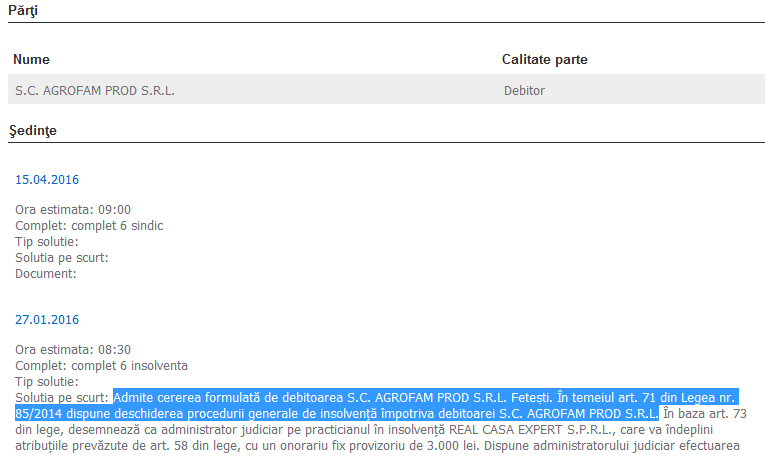 Părţi
Nume Calitate parte
S.C. AGROFAM PROD S.R.L. Debitor
Şedinţe
15.04.2016
Ora estimata: 09:00
Complet: complet 6 sindic
Tip solutie:
Solutia pe scurt:
Document:
27.01.2016
Ora estimata: 08:30
Complet: complet 6 insolventa
Tip solutie:
Solutia pe scurt: Admite cererea formulată de debitoarea S.C. AGROFAM PROD S.R.L. Feteşti. În temeiul art. 71 din Legea nr.
85/2014 dispune deschiderea procedurii generale de insolvenţă împotriva debitoarei S.C. AGROFAM PROD S.R.L. În baza art. 73
din lege, desemnează ca administrator judiciar pe practicianul în insolvenţă REAL CASA EXPERT S.P.R.L., care va îndeplini
atribuţiile prevăzute de art. 58 din lege, cu un onorariu fix provizoriu de 3.000 lei. Dispune administratorului judiciar efectuarea